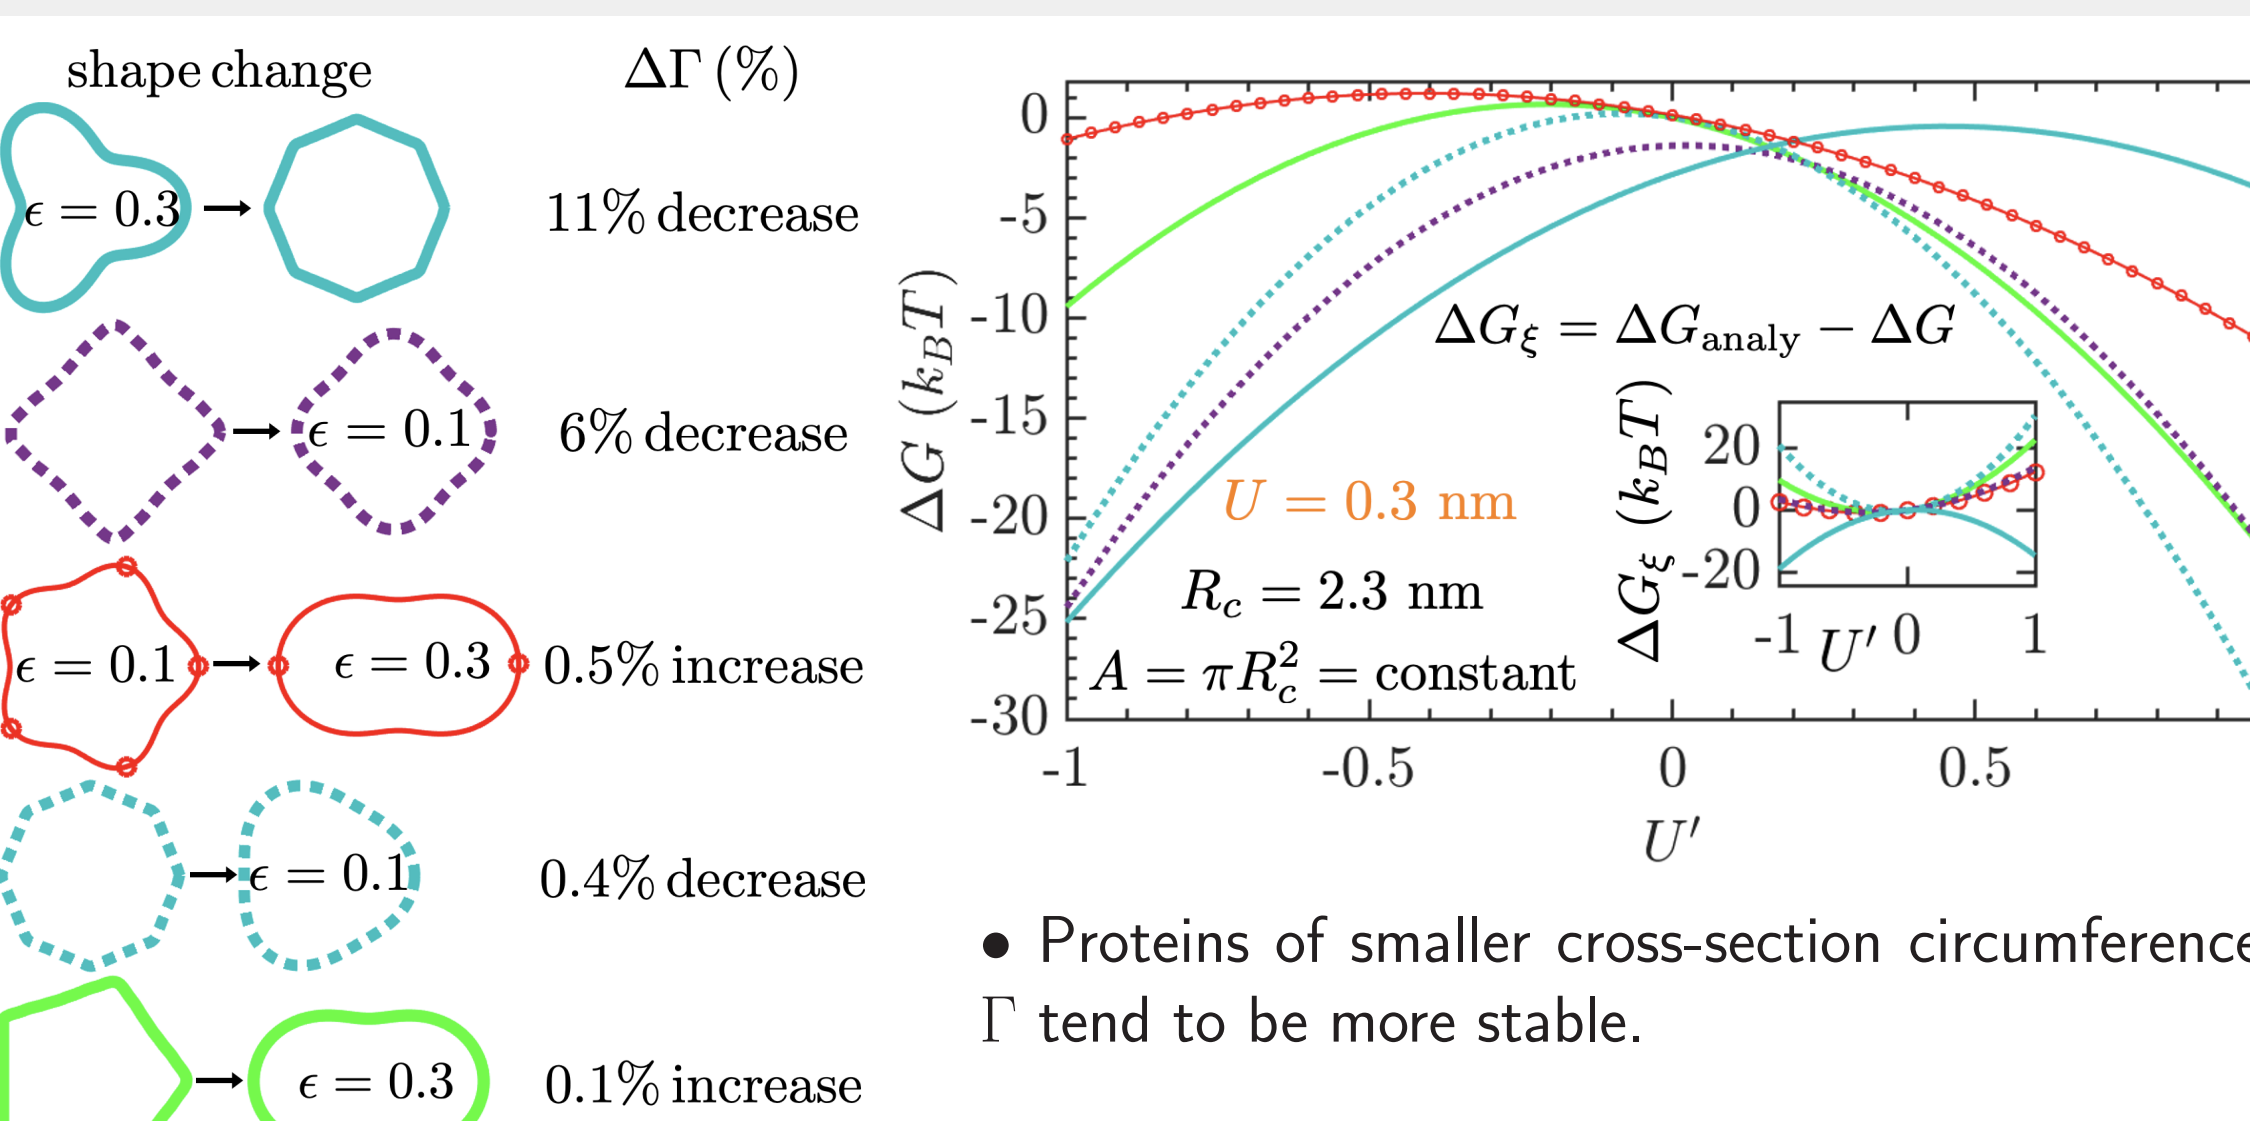 shape change ΔΓ (%)
ϵ = 0.3 → 11% decrease
→ ϵ = 0.1 6% decrease
ϵ = 0.1 → ϵ = 0.3 0.5% increase
→ ϵ = 0.1 0.4% decrease
→ ϵ = 0.3 0.1% increase
ΔG (k_BT)
0
-5
-10
-15
-20
-25
-30
-1 -0.5 0 0.5
U′
ΔG_ξ = ΔG_analy − ΔG
U = 0.3 nm
R_c = 2.3 nm
A = πR_c^2 = constant
ΔG_ξ (k_BT)
20
0
-20
-1 U′ 0 1
• Proteins of smaller cross-section circumference
Γ tend to be more stable.